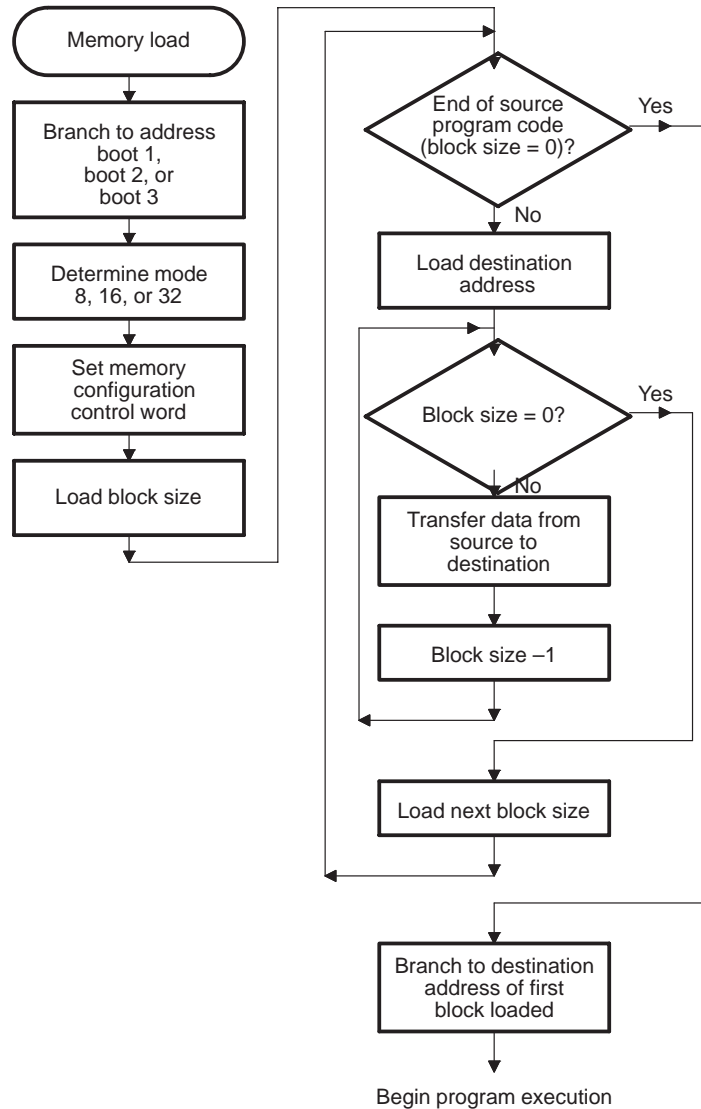 Memory load
Branch to address
boot 1,
boot 2, or
boot 3
Determine mode
8, 16, or 32
Set memory
configuration
control word
Load block size
End of source
program code
(block size = 0)?
Yes
No
Load destination
address
Block size = 0?
Yes
No
Transfer data from
source to
destination
Block size –1
Load next block size
Branch to destination
address of first
block loaded
Begin program execution